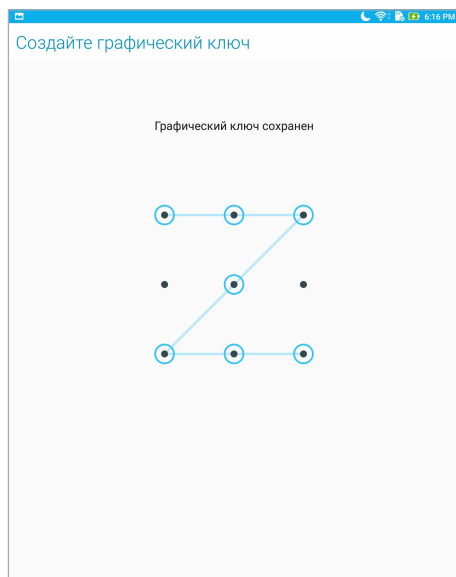 6:16 PM
Создайте графический ключ
Графический ключ сохранен